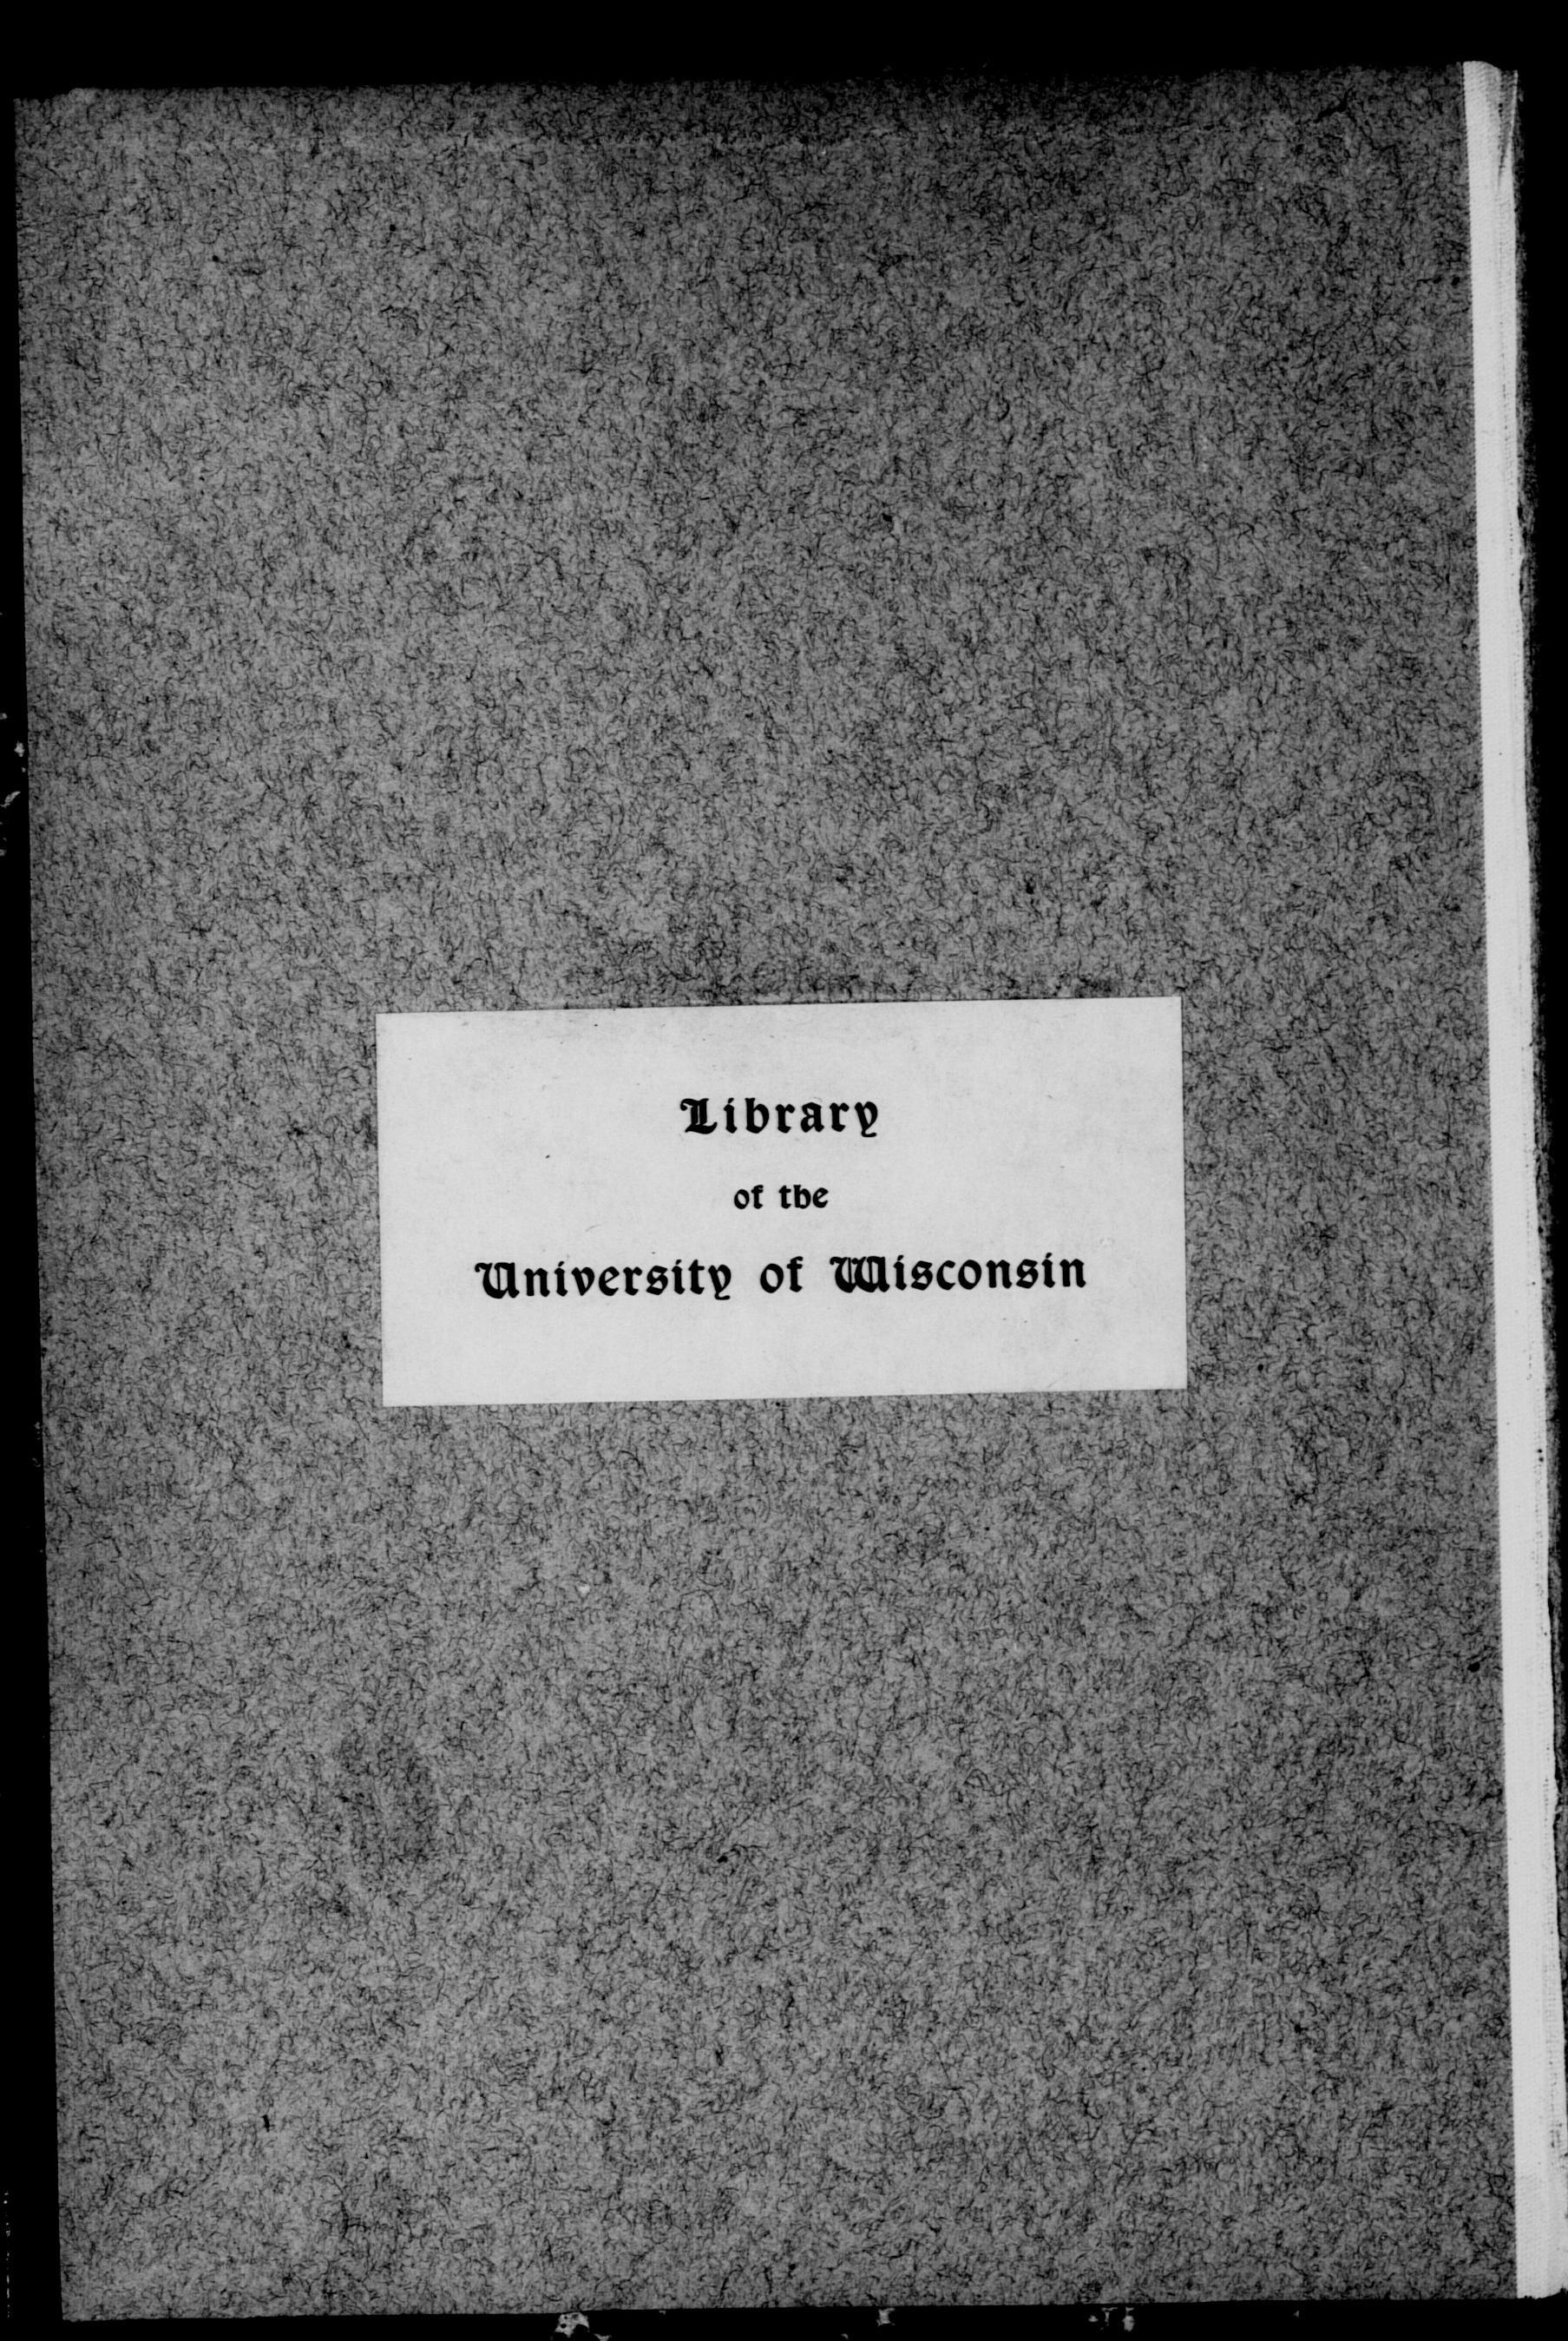 Library
of the
University of Wisconsin